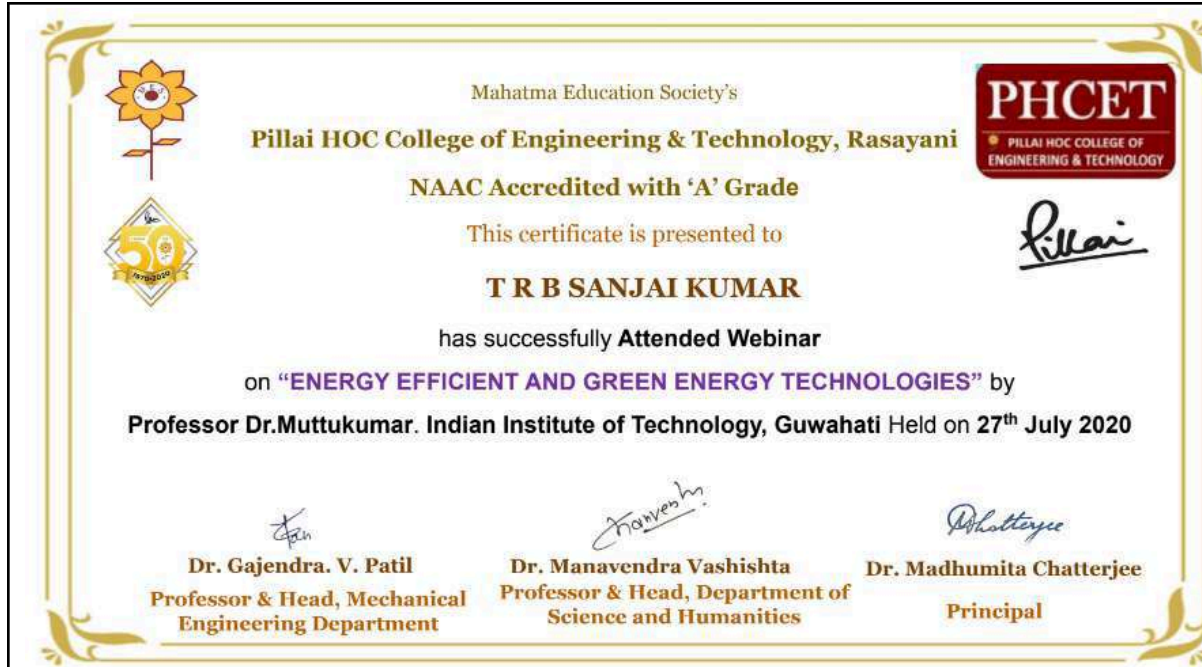 Mahatma Education Society's
PHCET
Pillai HOC College of Engineering & Technology, Rasayani
PILLAI HOC COLLEGE OF
ENGINEERING & TECHNOLOGY
NAAC Accredited with ‘A’ Grade
This certificate is presented to
Pillai
50
1970-2020
T R B SANJAI KUMAR
has successfully Attended Webinar
on “ENERGY EFFICIENT AND GREEN ENERGY TECHNOLOGIES” by
Professor Dr.Muttukumar. Indian Institute of Technology, Guwahati Held on 27th July 2020
Dr. Gajendra. V. Patil
Professor & Head, Mechanical
Engineering Department
Dr. Manavendra Vashishta
Professor & Head, Department of
Science and Humanities
Dr. Madhumita Chatterjee
Principal